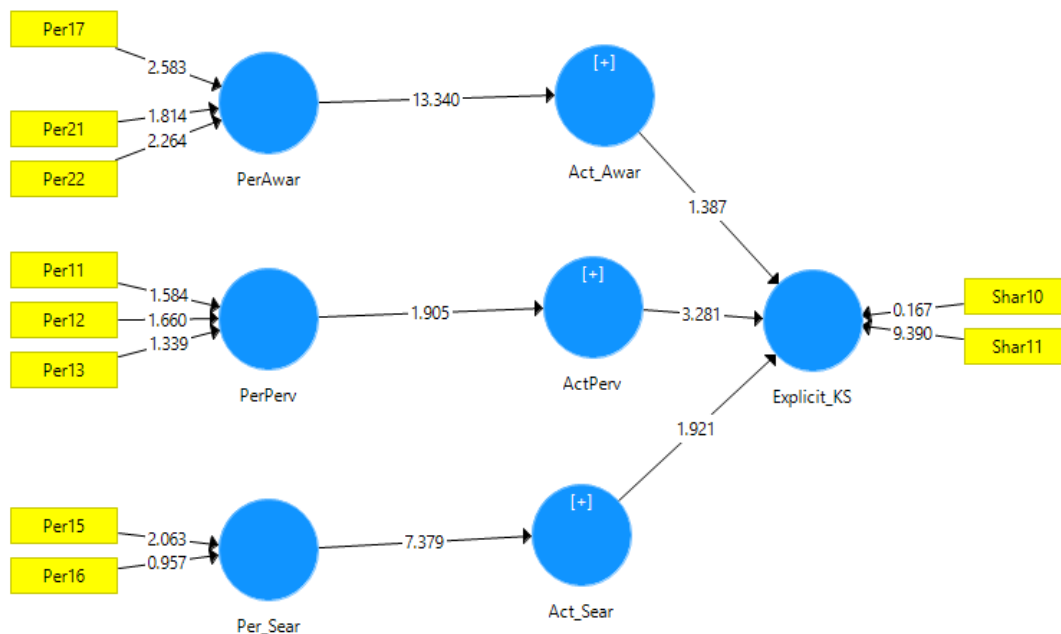 Per17
2.583
[+]
Per21
1.814
13.340
Per22
2.264
PerAwar
Act_Awar
1.387
Per11
1.584
[+]
Per12
1.660
1.905
3.281
0.167
Shar10
Per13
1.339
9.390
Shar11
PerPerv
ActPerv
Explicit_KS
1.921
[+]
Per15
2.063
7.379
Per16
0.957
Per_Sear
Act_Sear